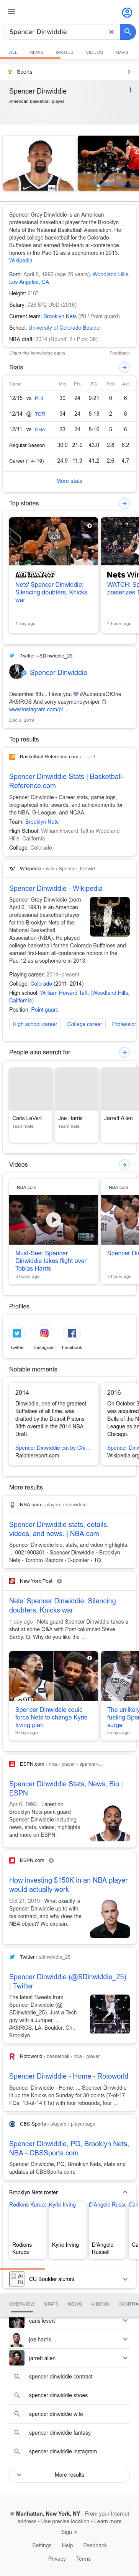 Spencer Dinwiddie
ALL NEWS IMAGES VIDEOS MAPS
Sports
Spencer Dinwiddie
American basketball player
Spencer Gray Dinwiddie is an American
professional basketball player for the
Brooklyn Nets of the National Basketball
Association.
honors in the Pac-12 as a sophomore in 2013.
Wikipedia
Born: April 6, 1993 (age 26 years), Woodland Hills,
Los Angeles, CA
Height: 6′ 6″
Salary: 726,672 USD (2016)
Current team: Brooklyn Nets (#8 / Point guard)
School: University of Colorado Boulder
NBA draft: 2014 (Round: 2 / Pick: 38)
Claim this knowledge panel Feedback
Stats
Game Min Pts FG Reb Ast
12/15 vs PHI 30 24 9-21 0 6
12/14 @ TOR 34 24 8-18 2 8
12/11 vs CHA 33 24 8-16 5 6
Regular Season 30.0 21.0 43.0 2.8 6.2
Career ('14-'19) 24.9 11.9 41.2 2.6 4.7
More stats
Top stories
NEW YORK POST
Nets' Spencer
Dinwiddie:
Silencing doubters,
Knicks war
1 day ago
Nets Wir
WATCH: Sp
posterizes T
4 hours ago
Twitter › SDinwiddie_25
Spencer Dinwiddie
December 8th... I love you 💜 #AudienceOfOne
#K8IROS And sorry mamasynyniper 😅
www.instagram.com/p/…
Dec 9, 2019
Top results
Basketball-Reference.com › ... › D
Spencer Dinwiddie Stats | Basketball-
Reference.com
Spencer Dinwiddie - Career stats, game logs,
biographical info, awards, and achievements for
the NBA, G-League, and NCAA.
Team: Brooklyn Nets
High School: William Howard Taft in Woodland
Hills, California
College: Colorado
Wikipedia › wiki › Spencer_Dinwid...
Spencer Dinwiddie - Wikipedia
Spencer Gray Dinwiddie (born
April 6, 1993) is an American
professional basketball player
for the Brooklyn Nets of the
National Basketball
Association (NBA). He played
college basketball for the Colorado Buffaloes and
earned first-team all-conference honors in the
Pac-12 as a sophomore in 2013.
Playing career: 2014–present
College: Colorado (2011–2014)
High school: William Howard Taft; (Woodland Hills,
California)
Position: Point guard
High school career College career Profession
People also search for
Caris LeVert
Teammate
Joe Harris
Teammate
Jarrett Allen
Videos
NBA.com
Must-See: Spencer
Dinwiddie takes flight over
Tobias Harris
5 hours ago
NBA.com
Spencer Di
5 hours ago
Profiles
Twitter Instagram Facebook
Notable moments
2014
Dinwiddie, one of the greatest
Buffaloes of all time, was
drafted by the Detroit Pistons
38th overall in the 2014 NBA
Draft.
Spencer Dinwiddie cut by Chi...
Ralphiereport.com
2016
On October 3
was acquired
Bulls of the N
League and a
Chicago.
Spencer Dinw
Wikipedia.org
More results
NBA.com › players › dinwiddie
Spencer Dinwiddie stats, details,
videos, and news. | NBA.com
Spencer Dinwiddie bio, stats, and video highlights.
... 0021900381 - Spencer Dinwiddie - Brooklyn
Nets - Toronto Raptors - 3-pointer - 1Q.
New York Post
Nets' Spencer Dinwiddie: Silencing
doubters, Knicks war
1 day ago · Nets guard Spencer Dinwiddie takes a
shot at some Q&A with Post columnist Steve
Serby. Q: Why do you like the ...
Spencer Dinwiddie could
force Nets to change Kyrie
Irving plan
6 days ago
The unlikely
fueling Spen
surge
5 days ago
ESPN.com › nba › player › spencer-...
Spencer Dinwiddie Stats, News, Bio |
ESPN
Apr 6, 1993 · Latest on
Brooklyn Nets point guard
Spencer Dinwiddie including
news, stats, videos, highlights
and more on ESPN.
ESPN.com
How investing $150K in an NBA player
would actually work
Oct 21, 2019 · What exactly is
Spencer Dinwiddie up to with
his contract, and why does the
NBA object? We explain.
Twitter › sdinwiddie_25
Spencer Dinwiddie (@SDinwiddie_25)
| Twitter
The latest Tweets from
Spencer Dinwiddie (@
SDinwiddie_25). Just a Tech
guy with a Jumper. ..
#K8IROS. LA, Boulder, Chi,
Brooklyn.
Rotoworld › basketball › nba › player
Spencer Dinwiddie - Home - Rotoworld
Spencer Dinwiddie - Home. ... Spencer Dinwiddie
lit up the Knicks on Sunday for 30 points (7-of-17
FGs, 13-of-14 FTs) with four rebounds, four ...
CBS Sports › players › playerpage
Spencer Dinwiddie, PG, Brooklyn Nets,
NBA - CBSSports.com
Spencer Dinwiddie, PG, Brooklyn Nets, stats and
updates at CBSSports.com.
Brooklyn Nets roster
Rodions Kurucs Kyrie Irving D'Angelo Russell Cari
Rodions
Kurucs
Kyrie Irving
D'Angelo
Russell
Ca
CU Boulder alumni
OVERVIEW STATS NEWS VIDEOS CONTRA
caris levert
joe harris
jarrett allen
spencer dinwiddie contract
spencer dinwiddie shoes
spencer dinwiddie wife
spencer dinwiddie fantasy
spencer dinwiddie instagram
More results
Manhattan, New York, NY - From your Internet
address - Use precise location - Learn more
Sign in
Settings Help Feedback
Privacy Terms